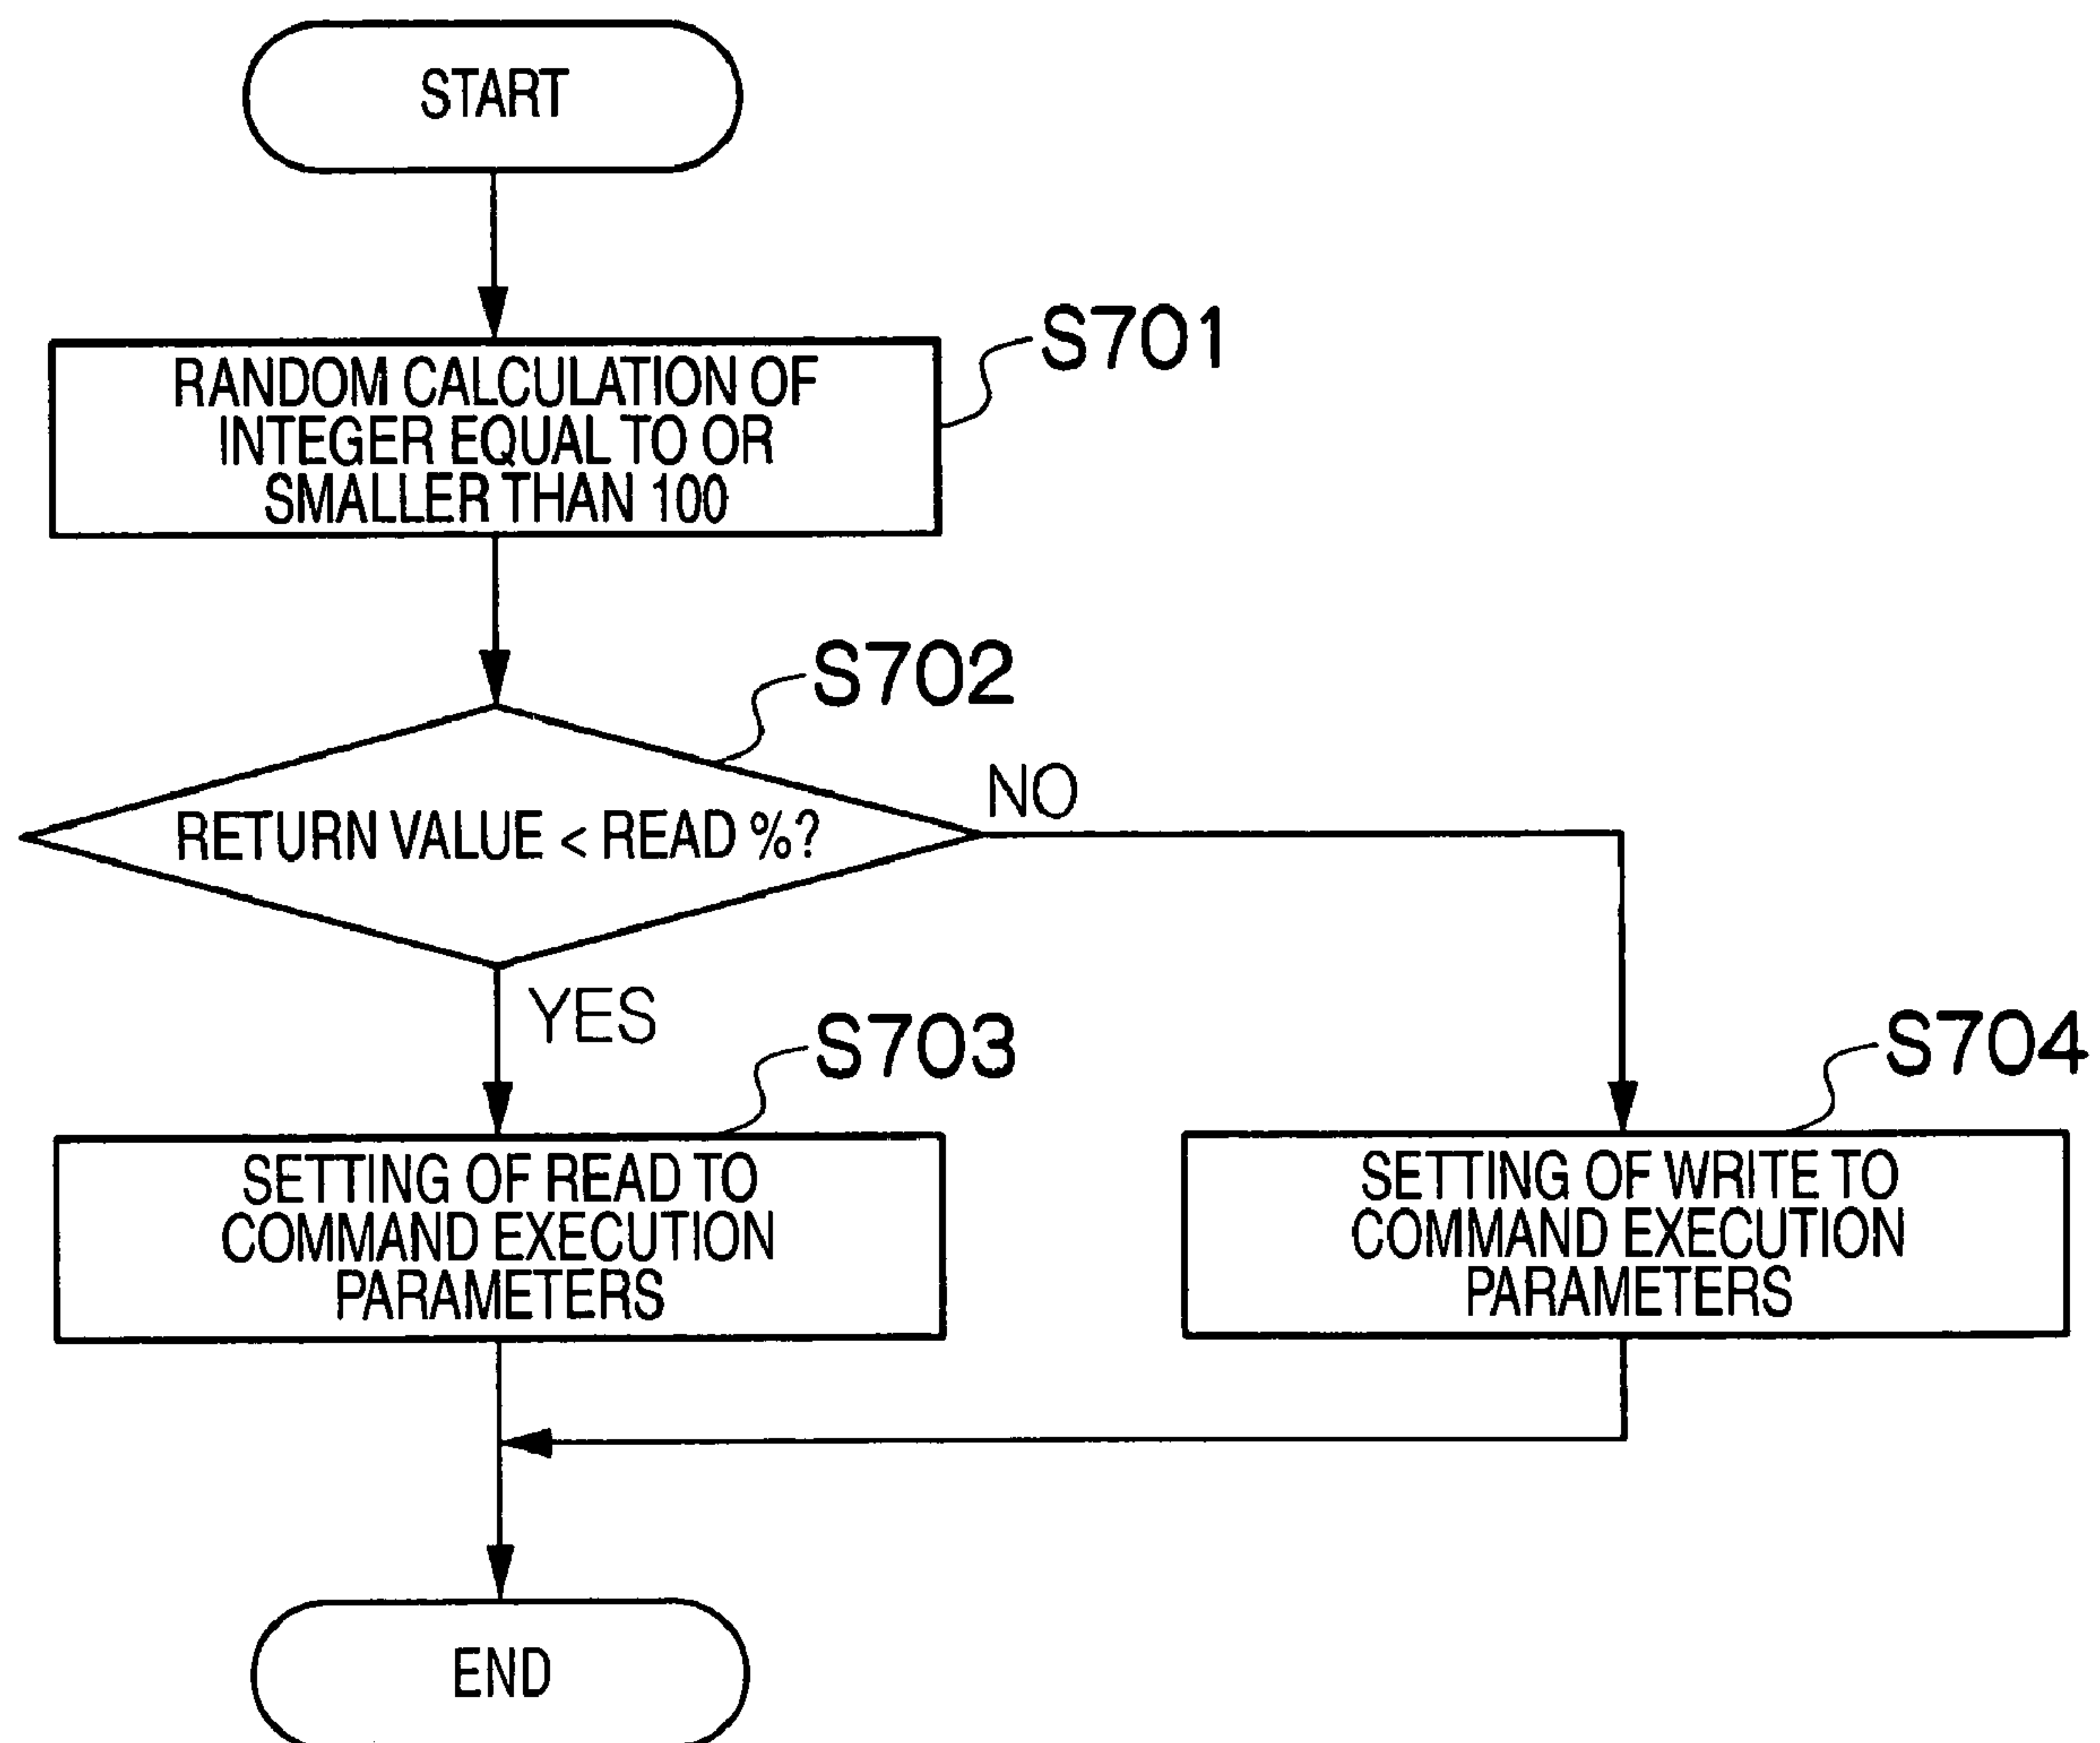 START
S701
RANDOM CALCULATION OF
INTEGER EQUAL TO OR
SMALLER THAN 100
S702
NO
RETURN VALUE < READ %?
YES
S703
S704
SETTING OF READ TO
COMMAND EXECUTION
PARAMETERS
SETTING OF WRITE TO
COMMAND EXECUTION
PARAMETERS
END